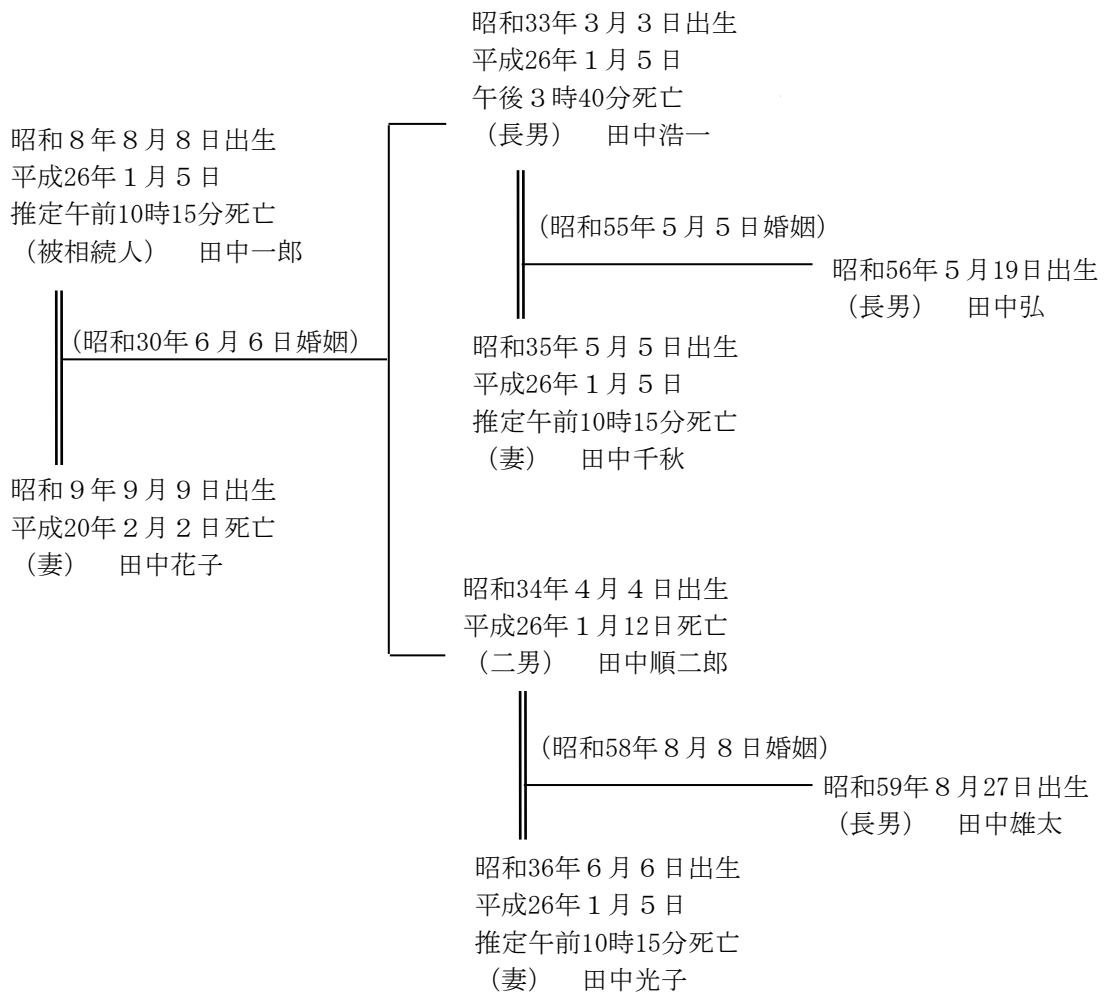 昭和33年３月３日出生
平成26年１月５日
午後３時40分死亡
（長男）　田中浩一
昭和８年８月８日出生
平成26年１月５日
推定午前10時15分死亡
（被相続人）　田中一郎
（昭和55年５月５日婚姻）
昭和56年５月19日出生
（長男）　田中弘
（昭和30年６月６日婚姻）
昭和35年５月５日出生
平成26年１月５日
推定午前10時15分死亡
（妻）　田中千秋
昭和９年９月９日出生
平成20年２月２日死亡
（妻）　田中花子
昭和34年４月４日出生
平成26年１月12日死亡
（二男）　田中順二郎
（昭和58年８月８日婚姻）
昭和59年８月27日出生
（長男）　田中雄太
昭和36年６月６日出生
平成26年１月５日
推定午前10時15分死亡
（妻）　田中光子